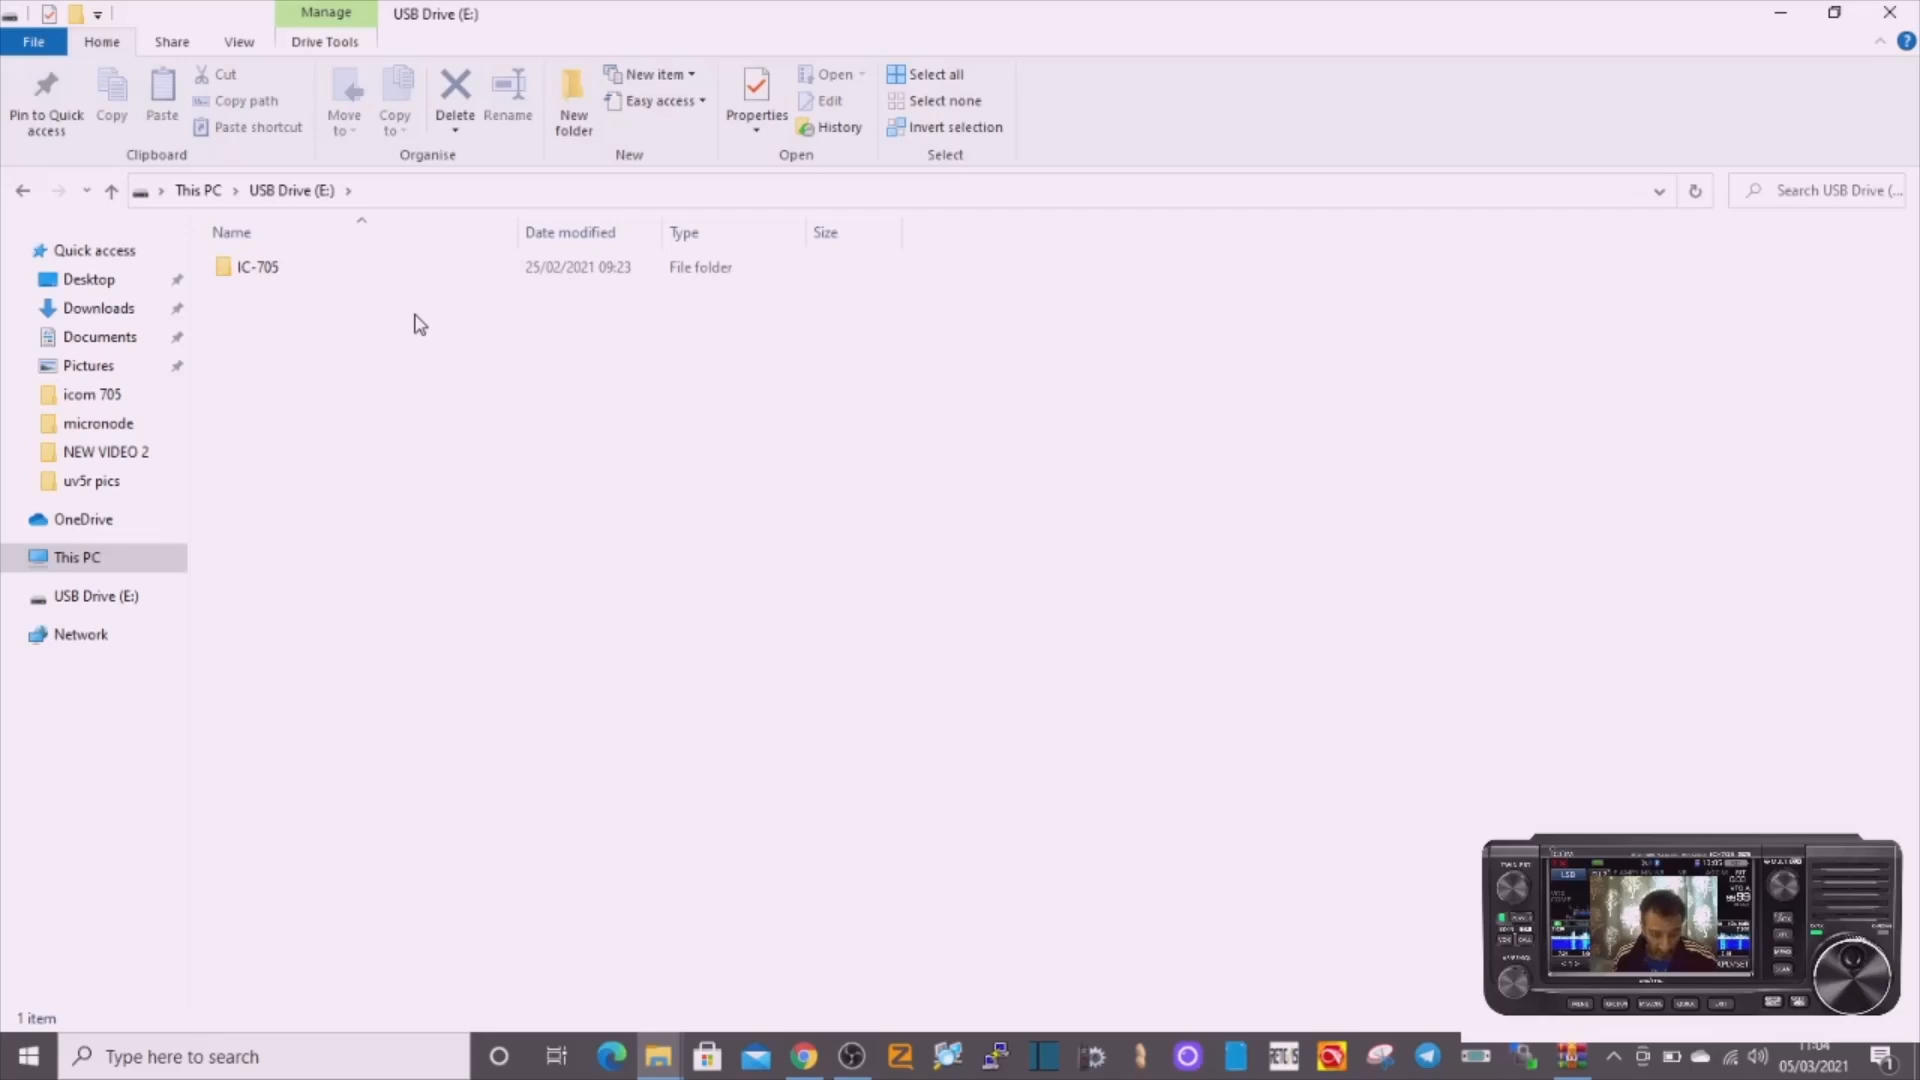 Manage
USB Drive (E:)
File
Home
Share
View
Drive Tools
Pin to Quick access
Copy
Paste
Cut
Copy path
Paste shortcut
Clipboard
Move to
Copy to
Delete
Rename
Organise
New folder
New item
Easy access
New
Properties
Open
Edit
History
Open
Select all
Select none
Invert selection
Select
This PC
USB Drive (E:)
Search USB Drive (...
Name
Date modified
Type
Size
IC-705
25/02/2021 09:23
File folder
Quick access
Desktop
Downloads
Documents
Pictures
icom 705
micronode
NEW VIDEO 2
uv5r pics
OneDrive
This PC
USB Drive (E:)
Network
1 item
LSB
Type here to search
11:04
05/03/2021